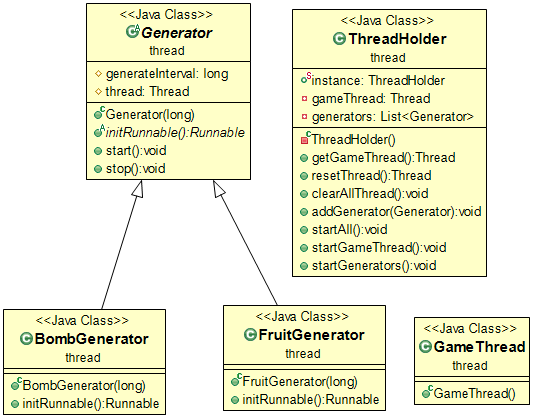 <<Java Class>>
Generator
thread
generateInterval: long
thread: Thread
Generator(long)
initRunnable():Runnable
start():void
stop():void
<<Java Class>>
ThreadHolder
thread
instance: ThreadHolder
gameThread: Thread
generators: List<Generator>
ThreadHolder()
getGameThread():Thread
resetThread():Thread
clearAllThread():void
addGenerator(Generator):void
startAll():void
startGameThread():void
startGenerators():void
<<Java Class>>
BombGenerator
thread
BombGenerator(long)
initRunnable():Runnable
<<Java Class>>
FruitGenerator
thread
FruitGenerator(long)
initRunnable():Runnable
<<Java Class>>
GameThread
thread
GameThread()